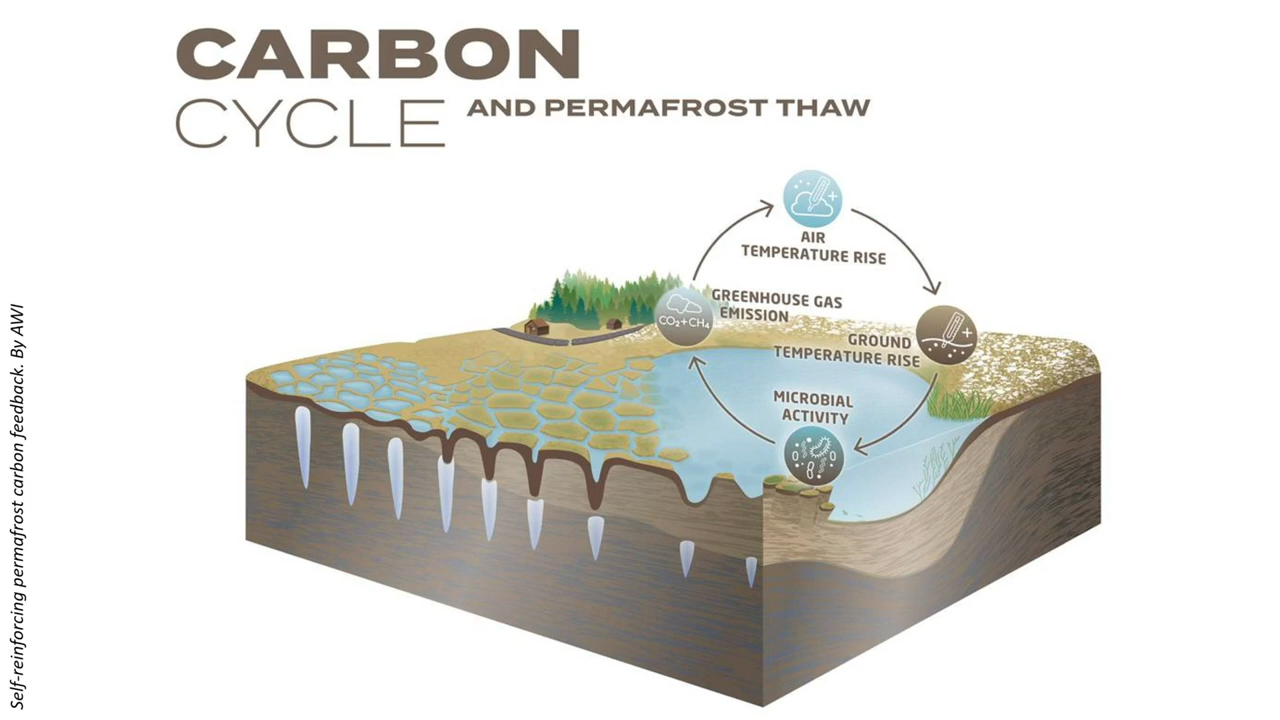 CARBON
CYCLE AND PERMAFROST THAW
AIR
TEMPERATURE RISE
GREENHOUSE GAS
EMISSION
CO₂+CH₄
GROUND
TEMPERATURE RISE
MICROBIAL
ACTIVITY
Self-reinforcing permafrost carbon feedback. By AWI